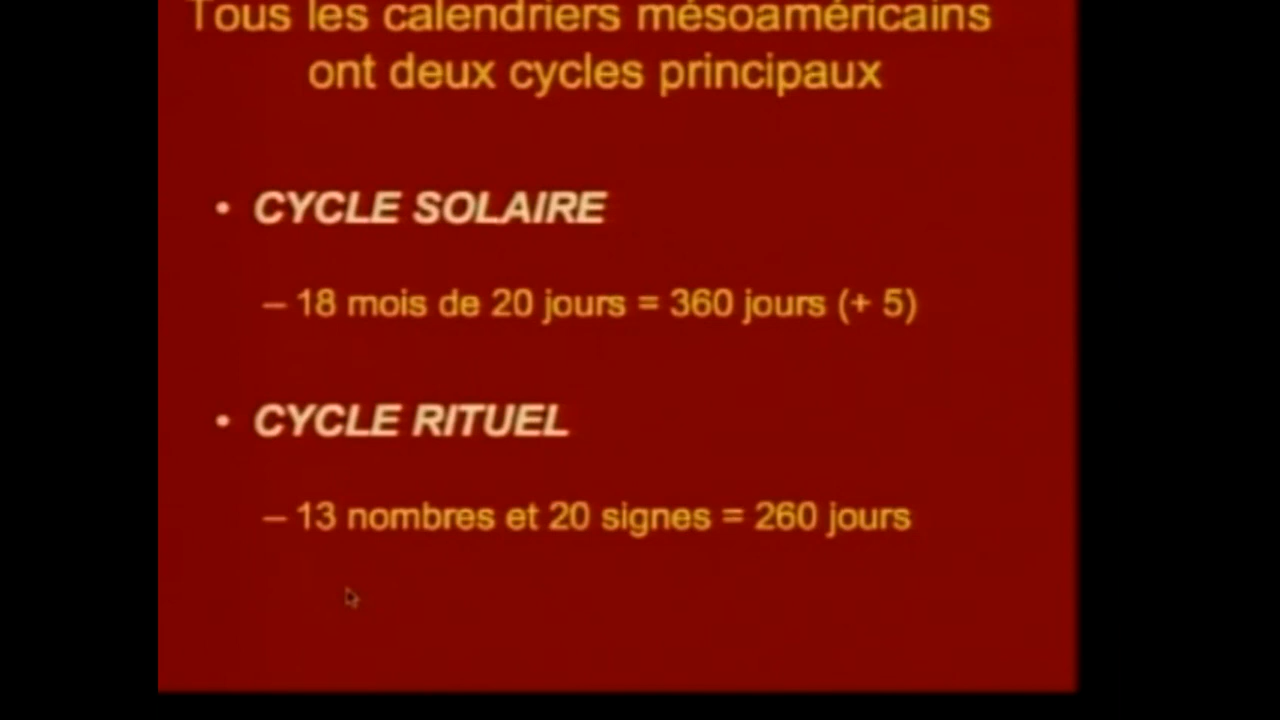 Tous les calendriers mésoaméricains
ont deux cycles principaux
• CYCLE SOLAIRE
– 18 mois de 20 jours = 360 jours (+ 5)
• CYCLE RITUEL
– 13 nombres et 20 signes = 260 jours